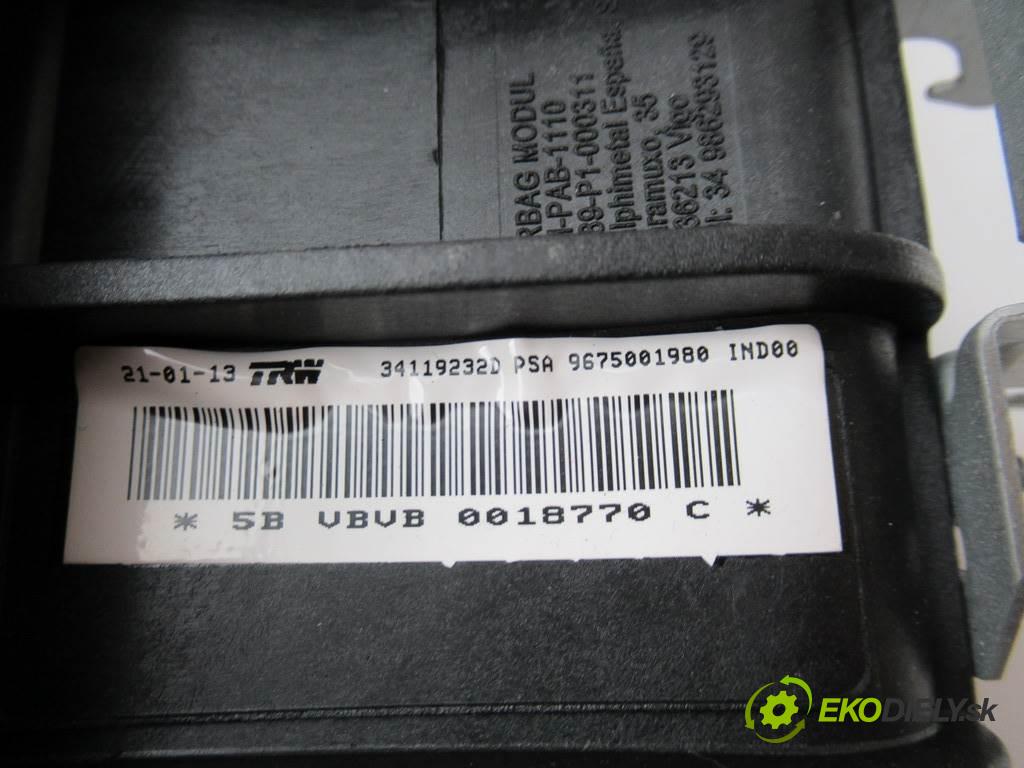 RBAG MODUL
-PAB-1110
39-P1-000311
lphimetal España
ramuxo, 35
36213 Vigo
l: 34 986293129
21-01-13 TRW 34119232D PSA 9675001980 IND00
* 5B VBVB 0018770 C *
EKODIELY.sk